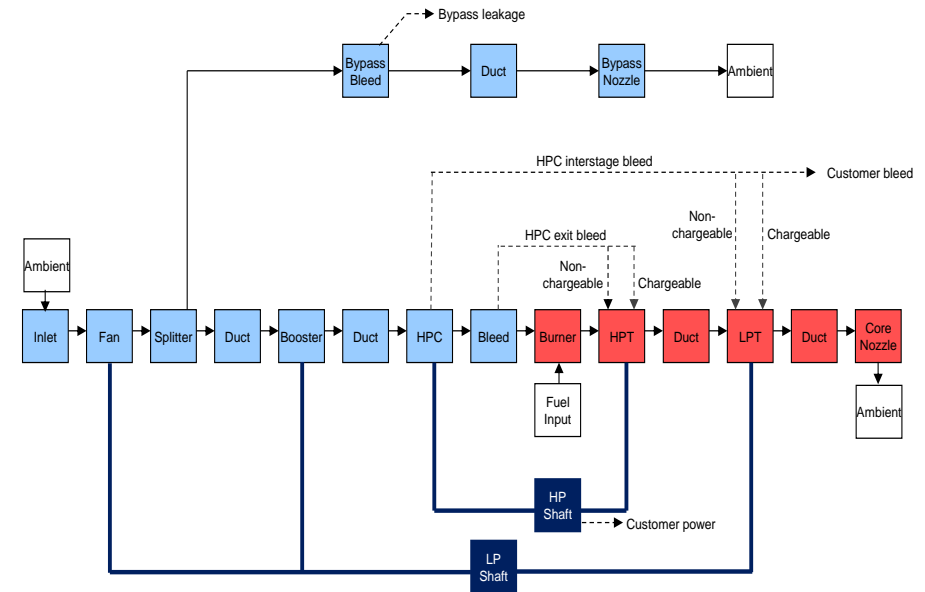 Bypass leakage
Bypass
Bleed
Duct
Bypass
Nozzle
Ambient
HPC interstage bleed
Customer bleed
Non-
chargeable
Chargeable
HPC exit bleed
Non-
chargeable
Chargeable
Ambient
Inlet
Fan
Splitter
Duct
Booster
Duct
HPC
Bleed
Burner
HPT
Duct
LPT
Duct
Core
Nozzle
Fuel
Input
Ambient
HP
Shaft
Customer power
LP
Shaft